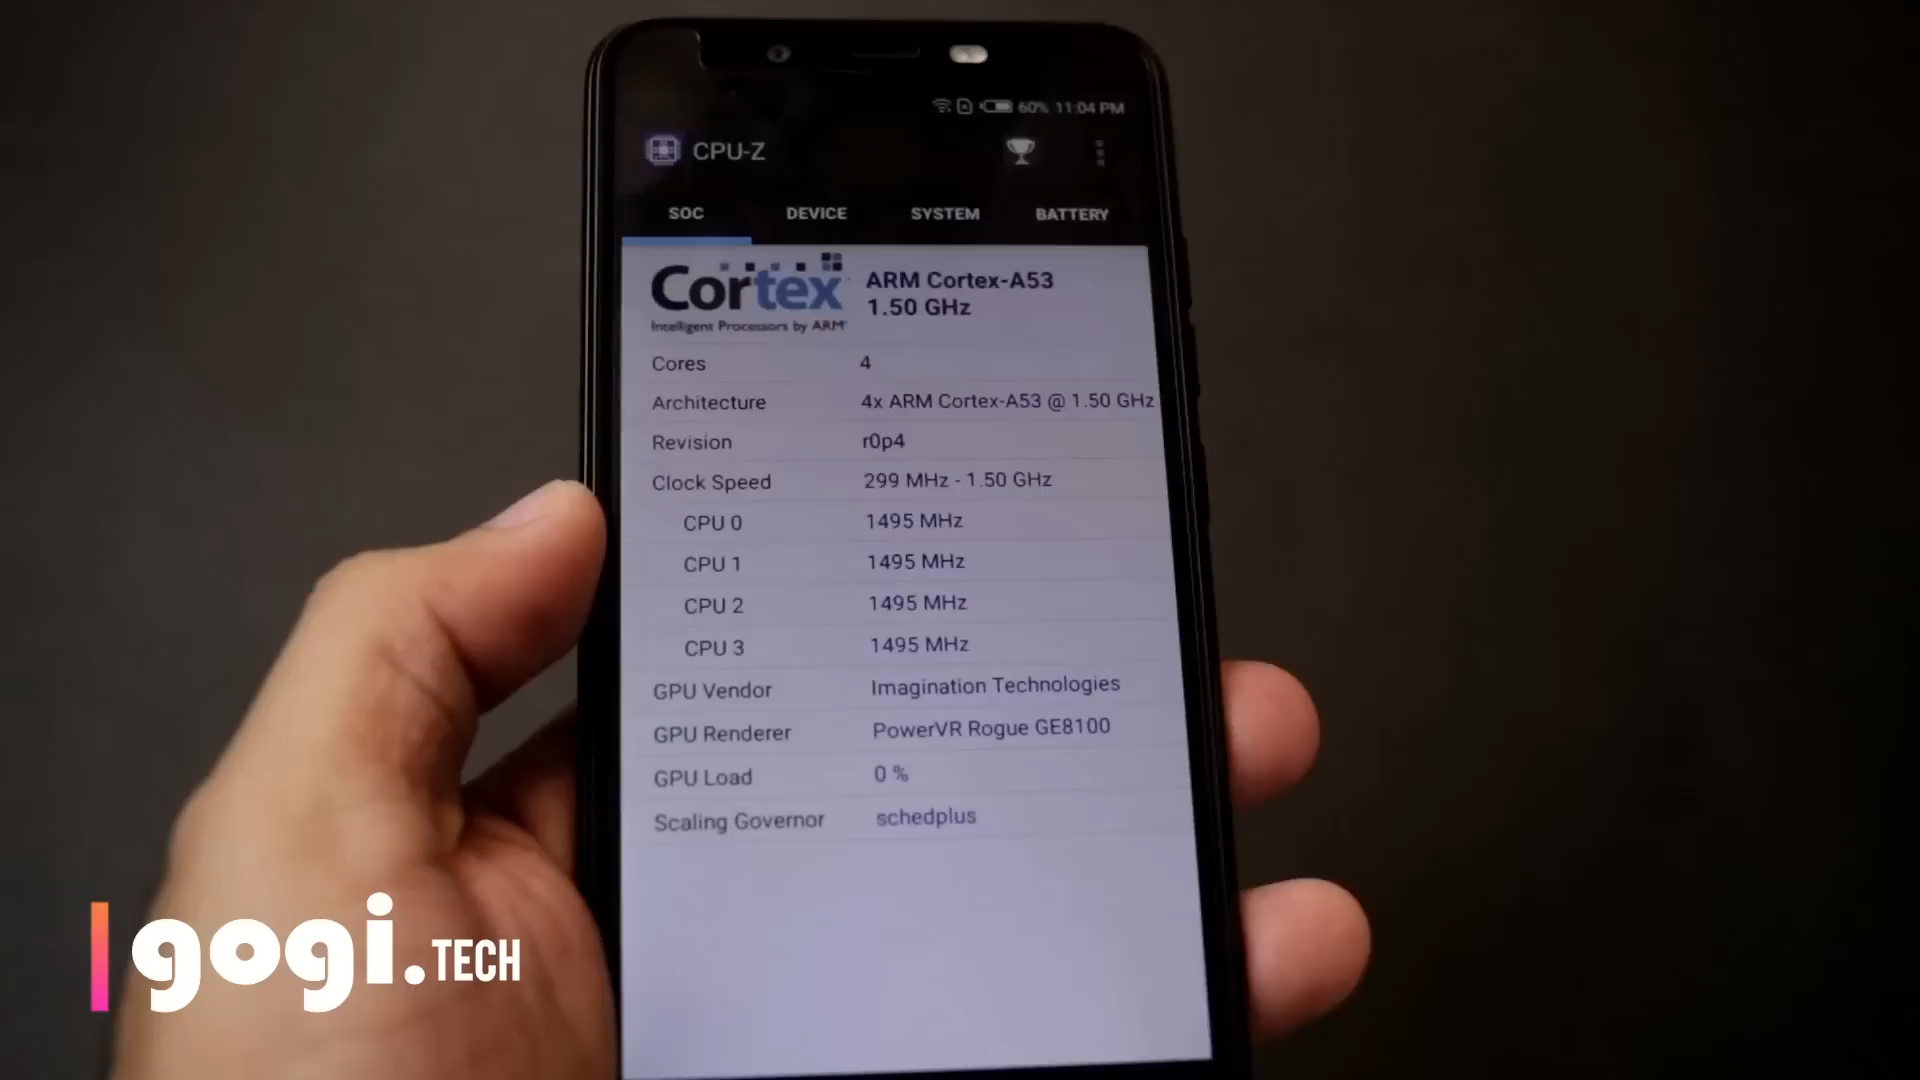 60% 11:04 PM
CPU-Z
SOC DEVICE SYSTEM BATTERY
Cortex
Intelligent Processors by ARM
ARM Cortex-A53
1.50 GHz
Cores 4
Architecture 4x ARM Cortex-A53 @ 1.50 GHz
Revision r0p4
Clock Speed 299 MHz - 1.50 GHz
CPU 0 1495 MHz
CPU 1 1495 MHz
CPU 2 1495 MHz
CPU 3 1495 MHz
GPU Vendor Imagination Technologies
GPU Renderer PowerVR Rogue GE8100
GPU Load 0 %
Scaling Governor schedplus
gogi.TECH